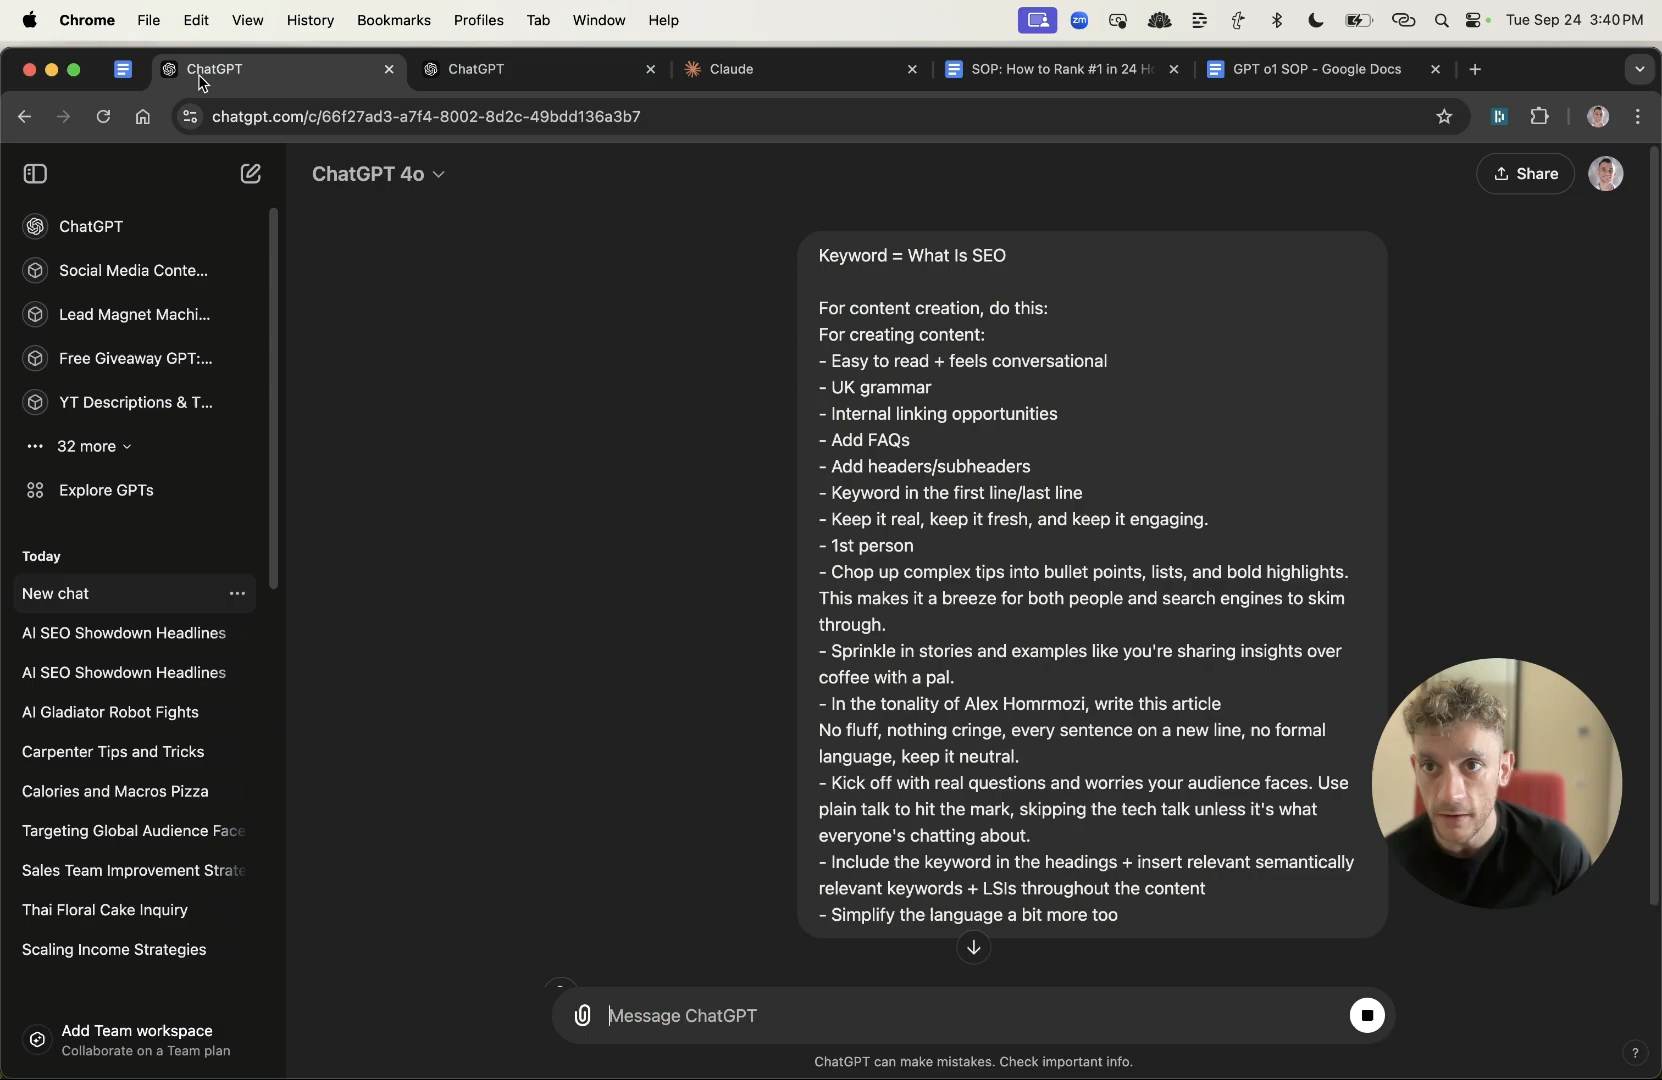 Chrome File Edit View History Bookmarks Profiles Tab Window Help zm Tue Sep 24 3:40 PM
ChatGPT ChatGPT Claude SOP: How to Rank #1 in 24 Ho GPT o1 SOP - Google Docs
chatgpt.com/c/66f27ad3-a7f4-8002-8d2c-49bdd136a3b7
ChatGPT 4o
Share
ChatGPT
Social Media Conte...
Lead Magnet Machi...
Free Giveaway GPT:...
YT Descriptions & T...
32 more
Explore GPTs
Today
New chat
AI SEO Showdown Headlines
AI SEO Showdown Headlines
AI Gladiator Robot Fights
Carpenter Tips and Tricks
Calories and Macros Pizza
Targeting Global Audience Face
Sales Team Improvement Strate
Thai Floral Cake Inquiry
Scaling Income Strategies
Add Team workspace
Collaborate on a Team plan
Keyword = What Is SEO
For content creation, do this:
For creating content:
- Easy to read + feels conversational
- UK grammar
- Internal linking opportunities
- Add FAQs
- Add headers/subheaders
- Keyword in the first line/last line
- Keep it real, keep it fresh, and keep it engaging.
- 1st person
- Chop up complex tips into bullet points, lists, and bold highlights.
This makes it a breeze for both people and search engines to skim
through.
- Sprinkle in stories and examples like you're sharing insights over
coffee with a pal.
- In the tonality of Alex Homrmozi, write this article
No fluff, nothing cringe, every sentence on a new line, no formal
language, keep it neutral.
- Kick off with real questions and worries your audience faces. Use
plain talk to hit the mark, skipping the tech talk unless it's what
everyone's chatting about.
- Include the keyword in the headings + insert relevant semantically
relevant keywords + LSIs throughout the content
- Simplify the language a bit more too
Message ChatGPT
ChatGPT can make mistakes. Check important info.
?